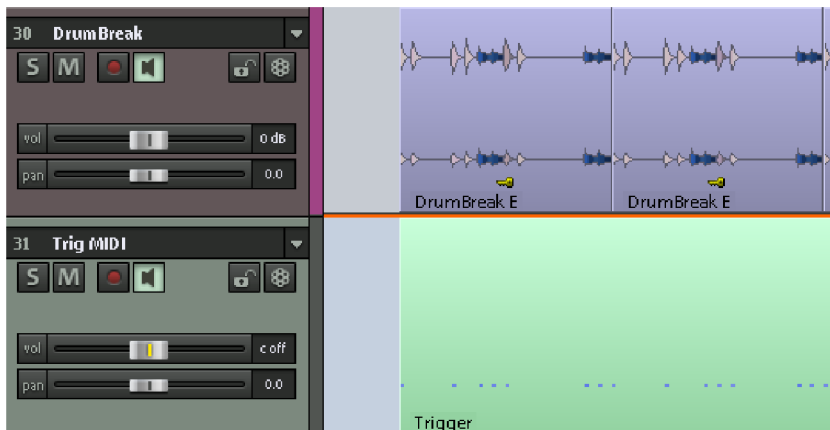 30 DrumBreak
S M
vol 0 dB
pan 0.0
DrumBreak E DrumBreak E
31 Trig MIDI
S M
vol c off
pan 0.0
Trigger